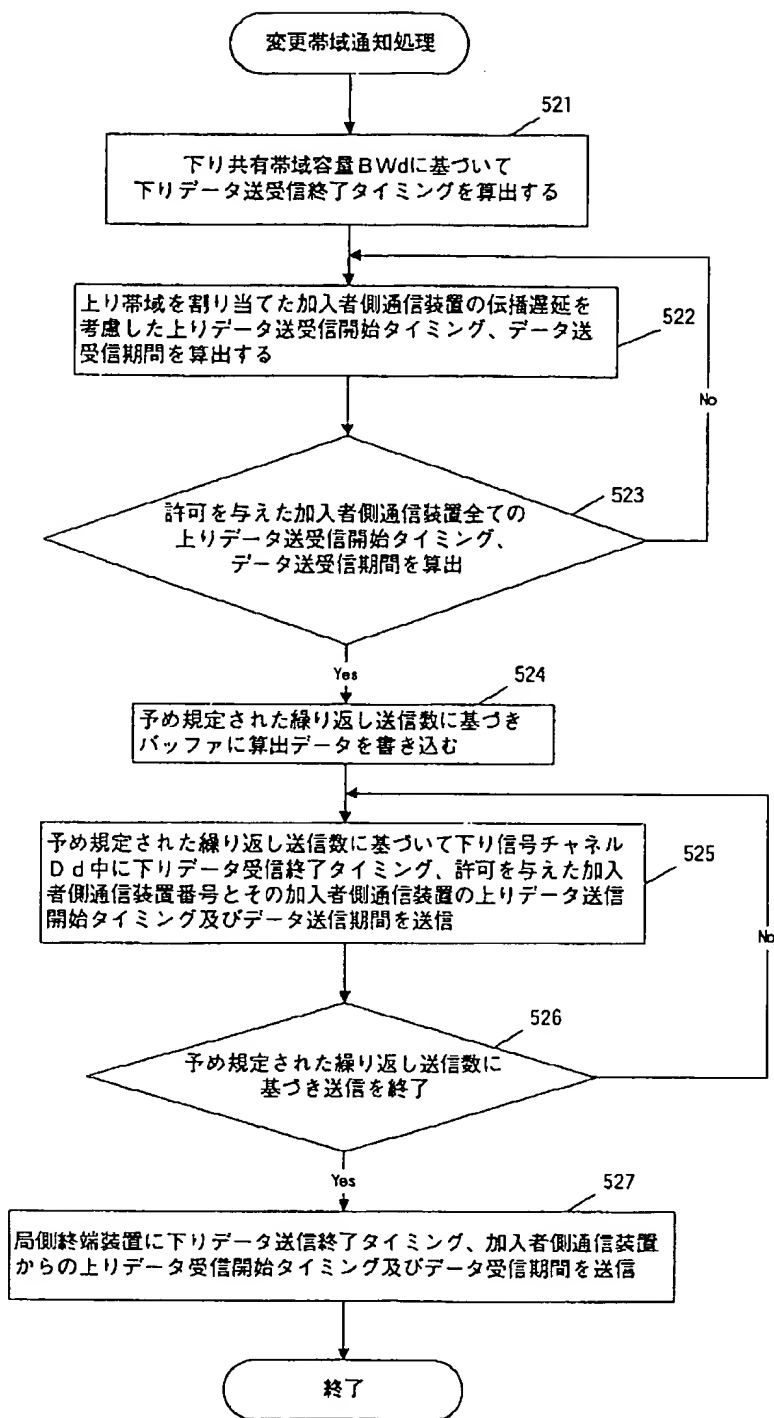 変更帯域通知処理
521
下り共有帯域容量BWdに基づいて
下りデータ送受信終了タイミングを算出する
上り帯域を割り当てた加入者側通信装置の伝播遅延を
考慮した上りデータ送受信開始タイミング、データ送
受信期間を算出する
522
No
523
許可を与えた加入者側通信装置全ての
上りデータ送受信開始タイミング、
データ送受信期間を算出
Yes
524
予め規定された繰り返し送信数に基づき
バッファに算出データを書き込む
予め規定された繰り返し送信数に基づいて下り信号チャネル
Dd中に下りデータ受信終了タイミング、許可を与えた加入
者側通信装置番号とその加入者側通信装置の上りデータ送信
開始タイミング及びデータ送信期間を送信
525
No
526
予め規定された繰り返し送信数に
基づき送信を終了
Yes
527
局側終端装置に下りデータ送信終了タイミング、加入者側通信装置
からの上りデータ受信開始タイミング及びデータ受信期間を送信
終了